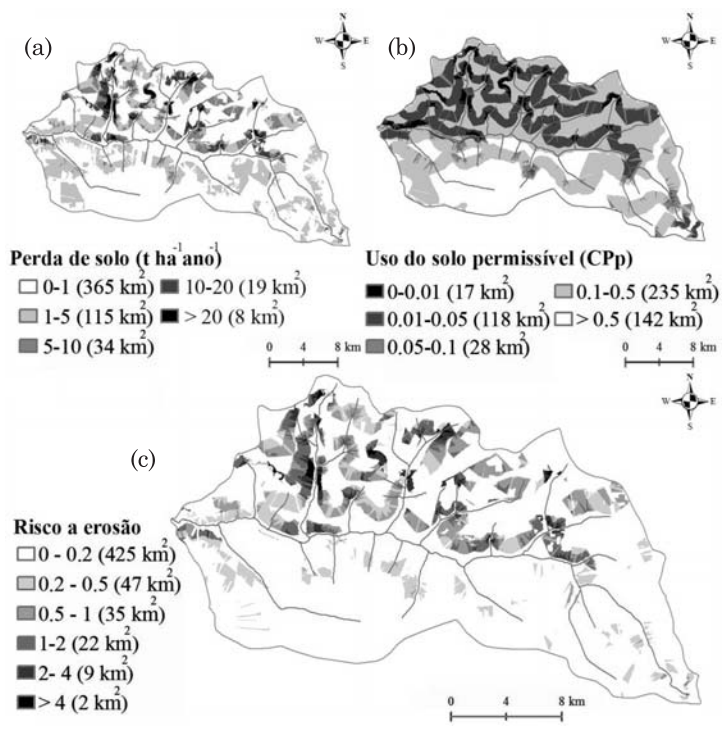 (a)
N
W E
S
(b)
N
W E
S
Perda de solo (t ha⁻¹ano⁻¹)
0-1 (365 km²)
10-20 (19 km²)
1-5 (115 km²)
> 20 (8 km²)
5-10 (34 km²)
0 4 8 km
Uso do solo permissível (CPp)
0-0.01 (17 km²)
0.1-0.5 (235 km²)
0.01-0.05 (118 km²)
> 0.5 (142 km²)
0.05-0.1 (28 km²)
0 4 8 km
(c)
N
W E
S
Risco a erosão
0 - 0.2 (425 km²)
0.2 - 0.5 (47 km²)
0.5 - 1 (35 km²)
1-2 (22 km²)
2- 4 (9 km²)
> 4 (2 km²)
0 4 8 km